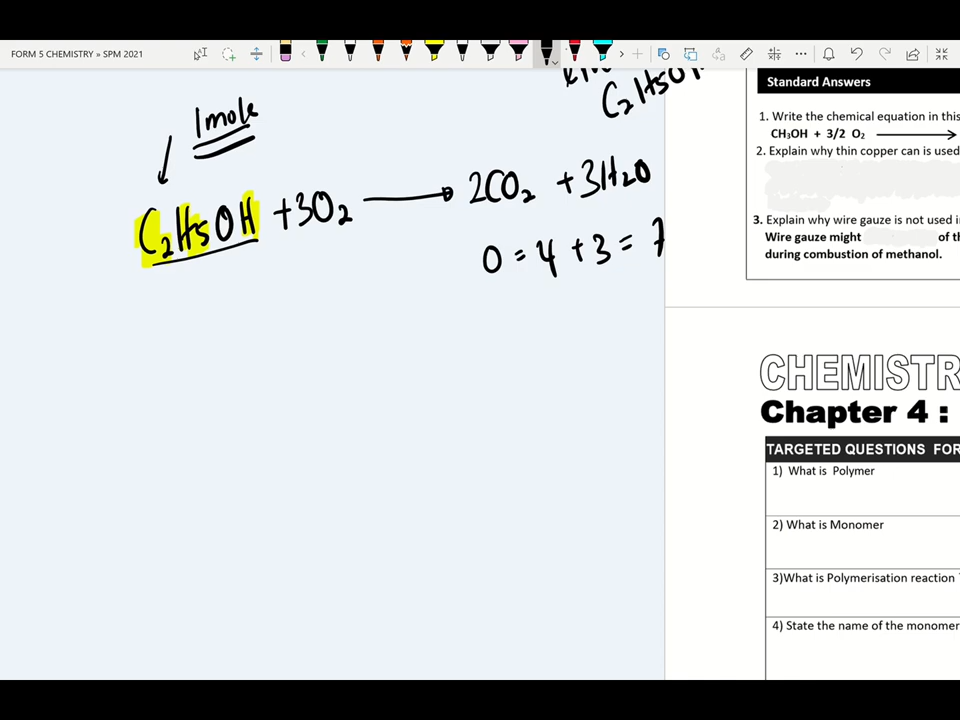 FORM 5 CHEMISTRY » SPM 2021
C₂H₅OH
1 mole
C₂H₅OH + 3O₂ ⟶ 2CO₂ + 3H₂O
O = 4 + 3 = 7
Standard Answers
1. Write the chemical equation in this
CH₃OH + 3/2 O₂ ⟶
2. Explain why thin copper can is used
3. Explain why wire gauze is not used i
Wire gauze might of th
during combustion of methanol.
CHEMISTR
Chapter 4 :
TARGETED QUESTIONS FOR
1) What is Polymer
2) What is Monomer
3)What is Polymerisation reaction
4) State the name of the monomer